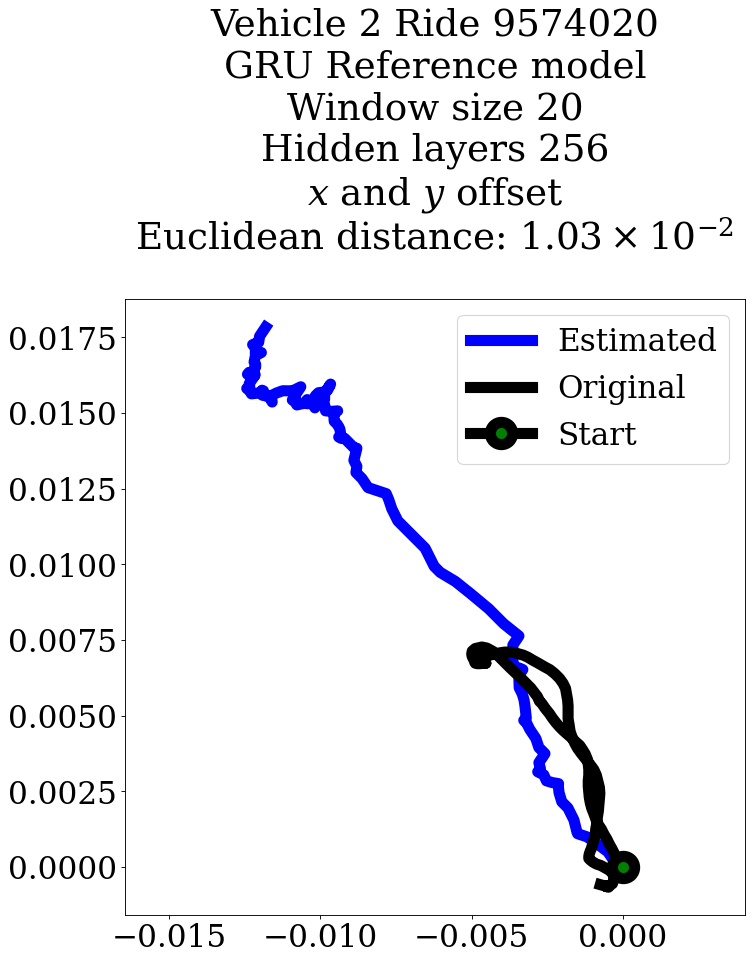 Vehicle 2 Ride 9574020
GRU Reference model
Window size 20
Hidden layers 256
x and y offset
Euclidean distance: 1.03 × 10⁻²
Estimated
Original
Start
0.0175
0.0150
0.0125
0.0100
0.0075
0.0050
0.0025
0.0000
−0.015 −0.010 −0.005 0.000